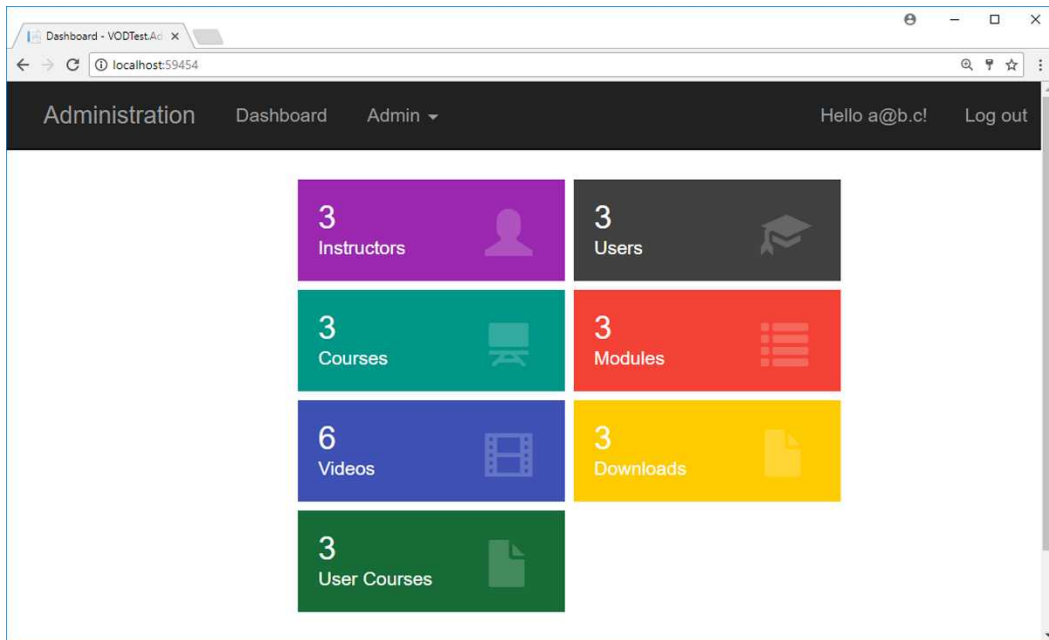 Dashboard - VODTest.Ad
localhost:59454
Administration Dashboard Admin Hello a@b.c! Log out
3
Instructors
3
Users
3
Courses
3
Modules
6
Videos
3
Downloads
3
User Courses